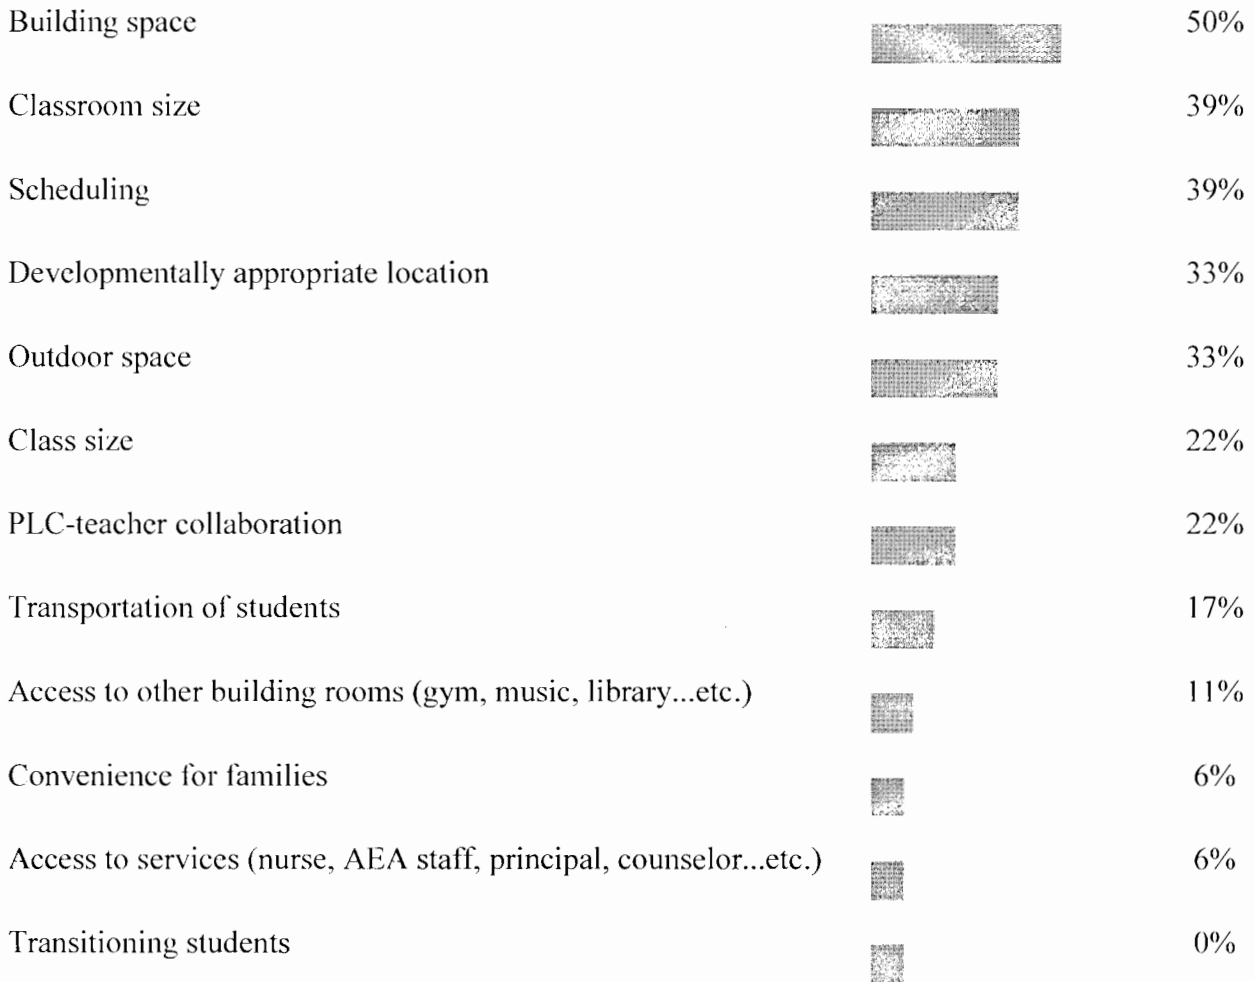 Building space 50%
Classroom size 39%
Scheduling 39%
Developmentally appropriate location 33%
Outdoor space 33%
Class size 22%
PLC-teacher collaboration 22%
Transportation of students 17%
Access to other building rooms (gym, music, library...etc.) 11%
Convenience for families 6%
Access to services (nurse, AEA staff, principal, counselor...etc.) 6%
Transitioning students 0%